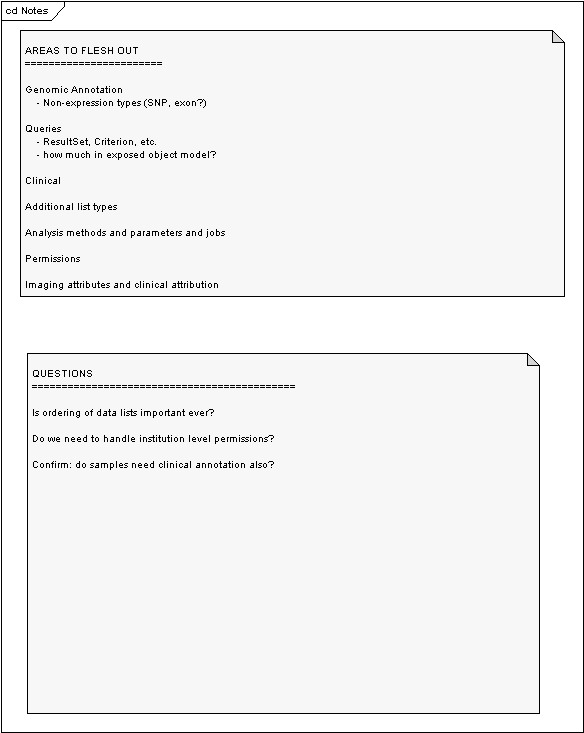 cd Notes
AREAS TO FLESH OUT
=======================
Genomic Annotation
- Non-expression types (SNP, exon?)
Queries
- ResultSet, Criterion, etc.
- how much in exposed object model?
Clinical
Additional list types
Analysis methods and parameters and jobs
Permissions
Imaging attributes and clinical attribution
QUESTIONS
============================================
Is ordering of data lists important ever?
Do we need to handle institution level permissions?
Confirm: do samples need clinical annotation also?